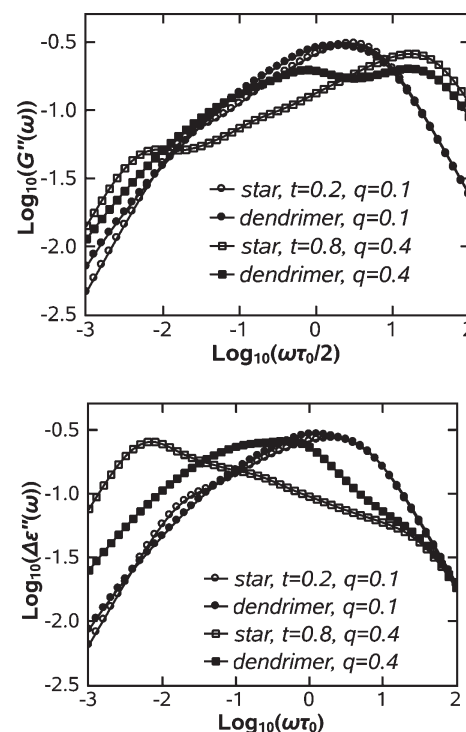 -0.5
-1.0
-1.5
-2.0
-2.5
Log10(G″(ω))
star, t=0.2, q=0.1
dendrimer, q=0.1
star, t=0.8, q=0.4
dendrimer, q=0.4
-3 -2 -1 0 1 2
Log10(ωτ0/2)
-0.5
-1.0
-1.5
-2.0
-2.5
Log10(Δε″(ω))
star, t=0.2, q=0.1
dendrimer, q=0.1
star, t=0.8, q=0.4
dendrimer, q=0.4
-3 -2 -1 0 1 2
Log10(ωτ0)